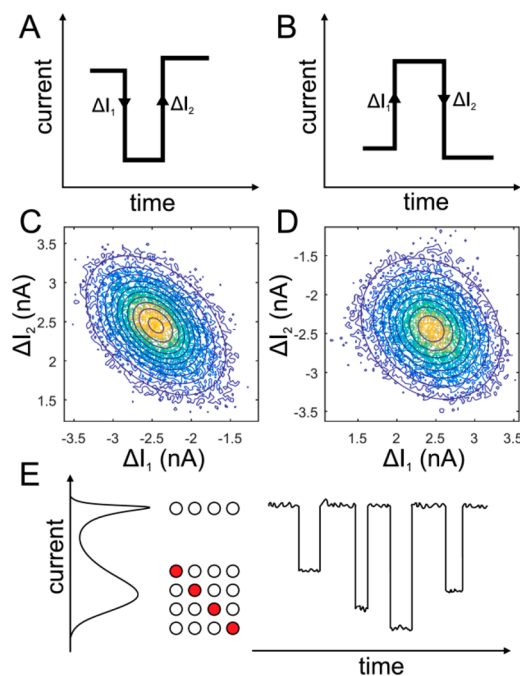 A
current
ΔI1
ΔI2
time
B
current
ΔI1
ΔI2
time
C
ΔI2 (nA)
3.5
3
2.5
2
1.5
-3.5 -3 -2.5 -2 -1.5
ΔI1 (nA)
D
ΔI2 (nA)
-1.5
-2
-2.5
-3
-3.5
1.5 2 2.5 3 3.5
ΔI1 (nA)
E
current
time